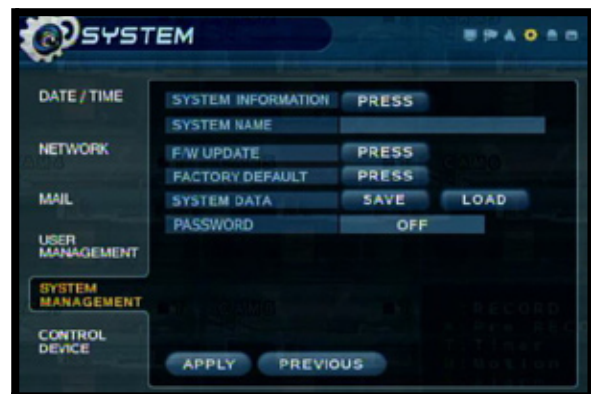 SYSTEM
DATE / TIME
NETWORK
MAIL
USER
MANAGEMENT
SYSTEM
MANAGEMENT
CONTROL
DEVICE
SYSTEM INFORMATION PRESS
SYSTEM NAME
F/W UPDATE PRESS
FACTORY DEFAULT PRESS
SYSTEM DATA SAVE LOAD
PASSWORD OFF
RECORD
APPLY PREVIOUS